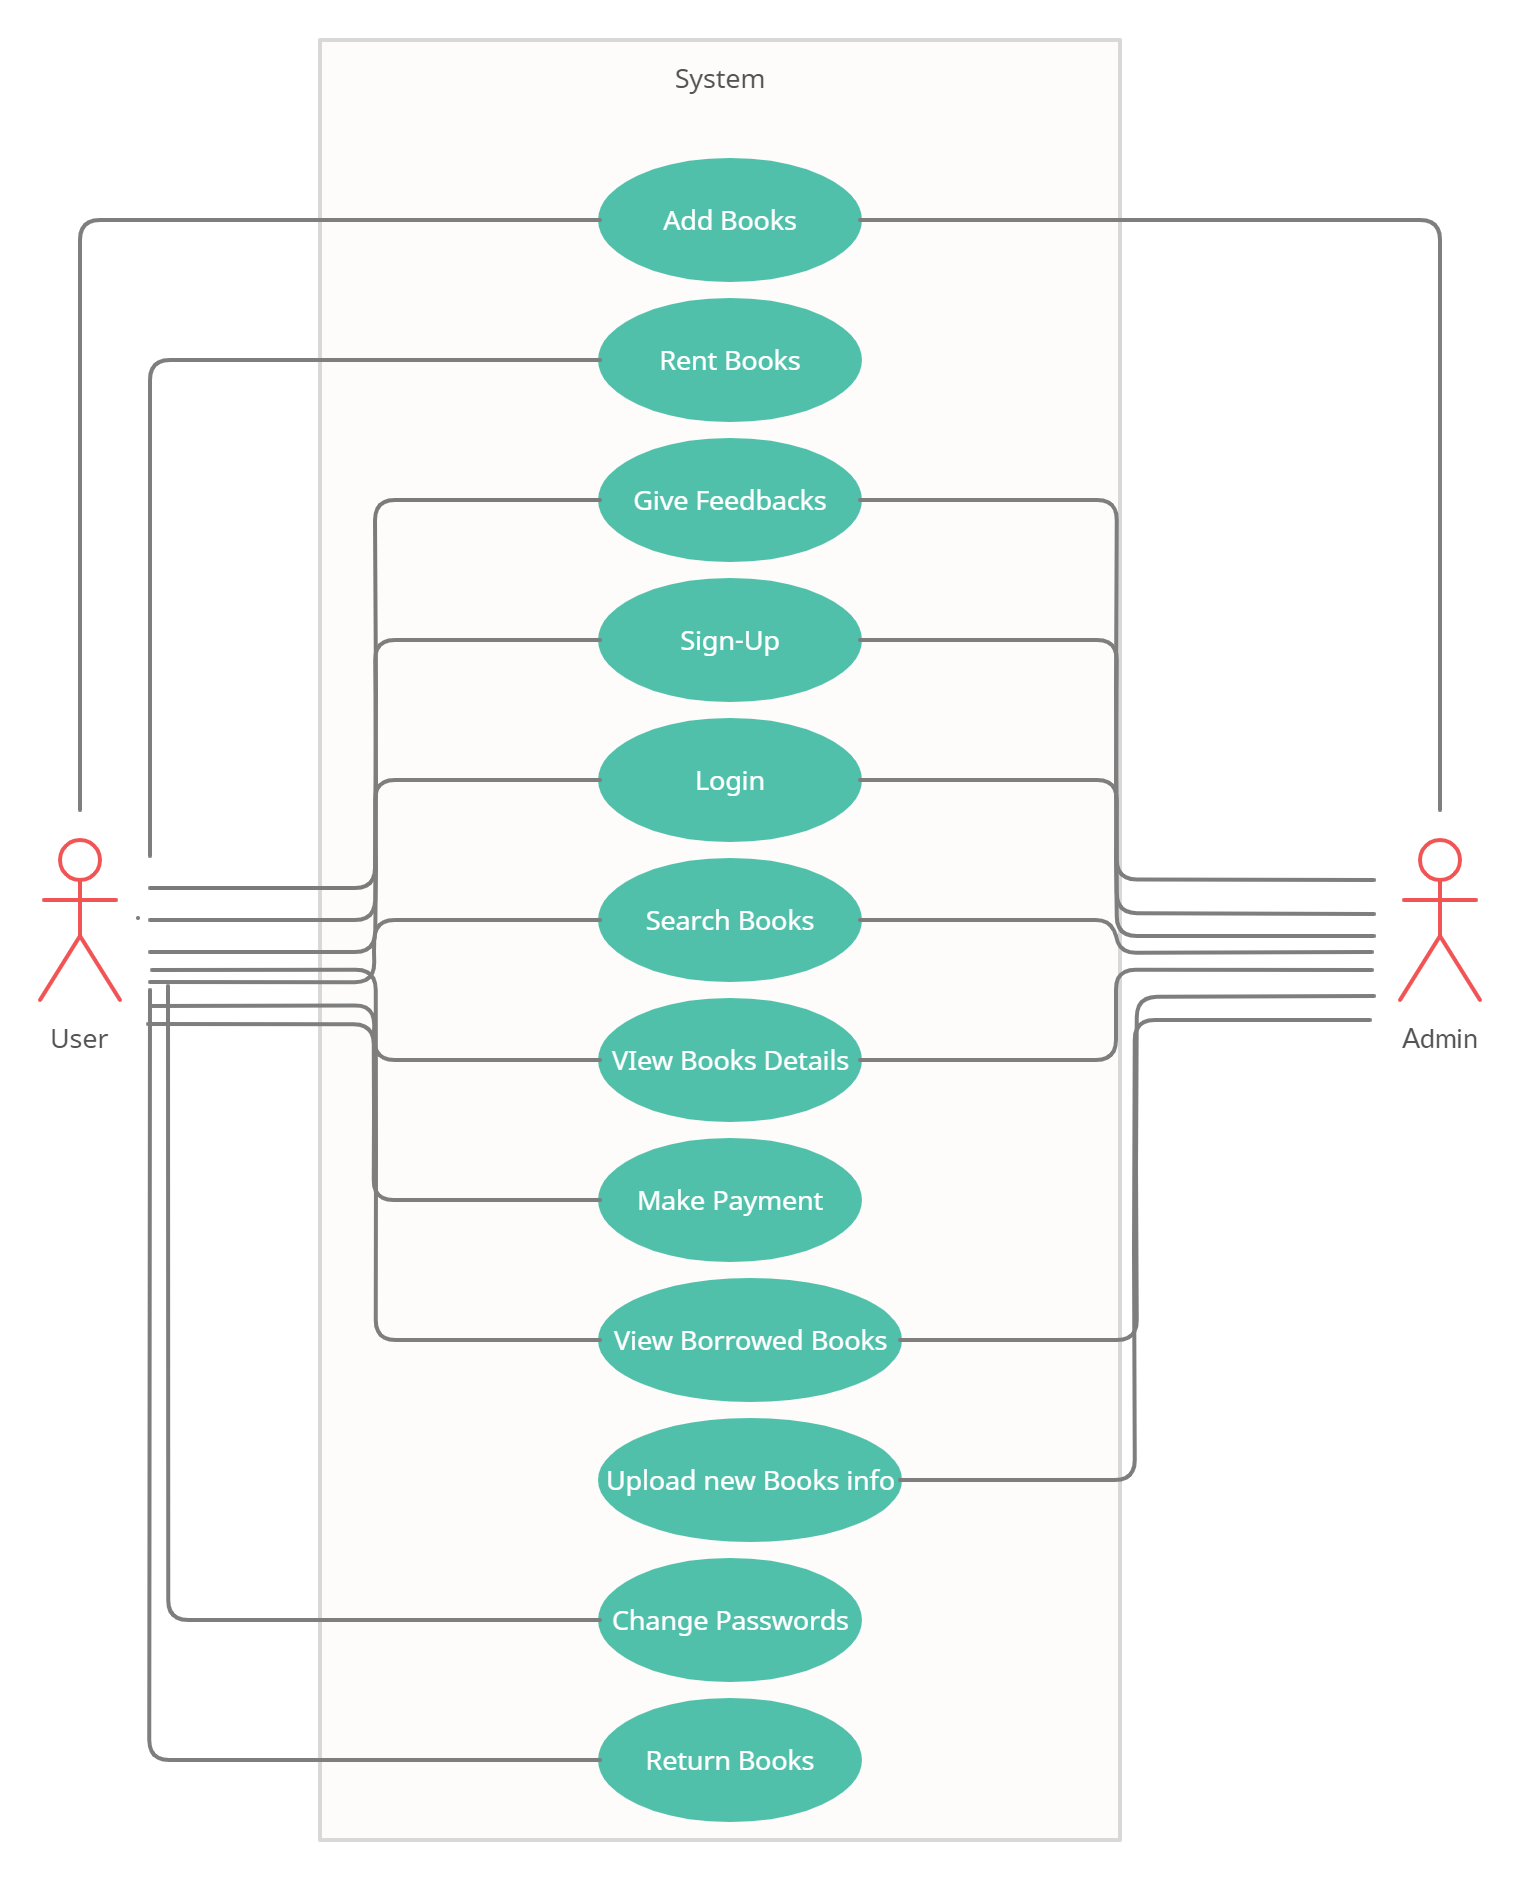 System
Add Books
Rent Books
Give Feedbacks
Sign-Up
Login
Search Books
User
Admin
VIew Books Details
Make Payment
View Borrowed Books
Upload new Books info
Change Passwords
Return Books